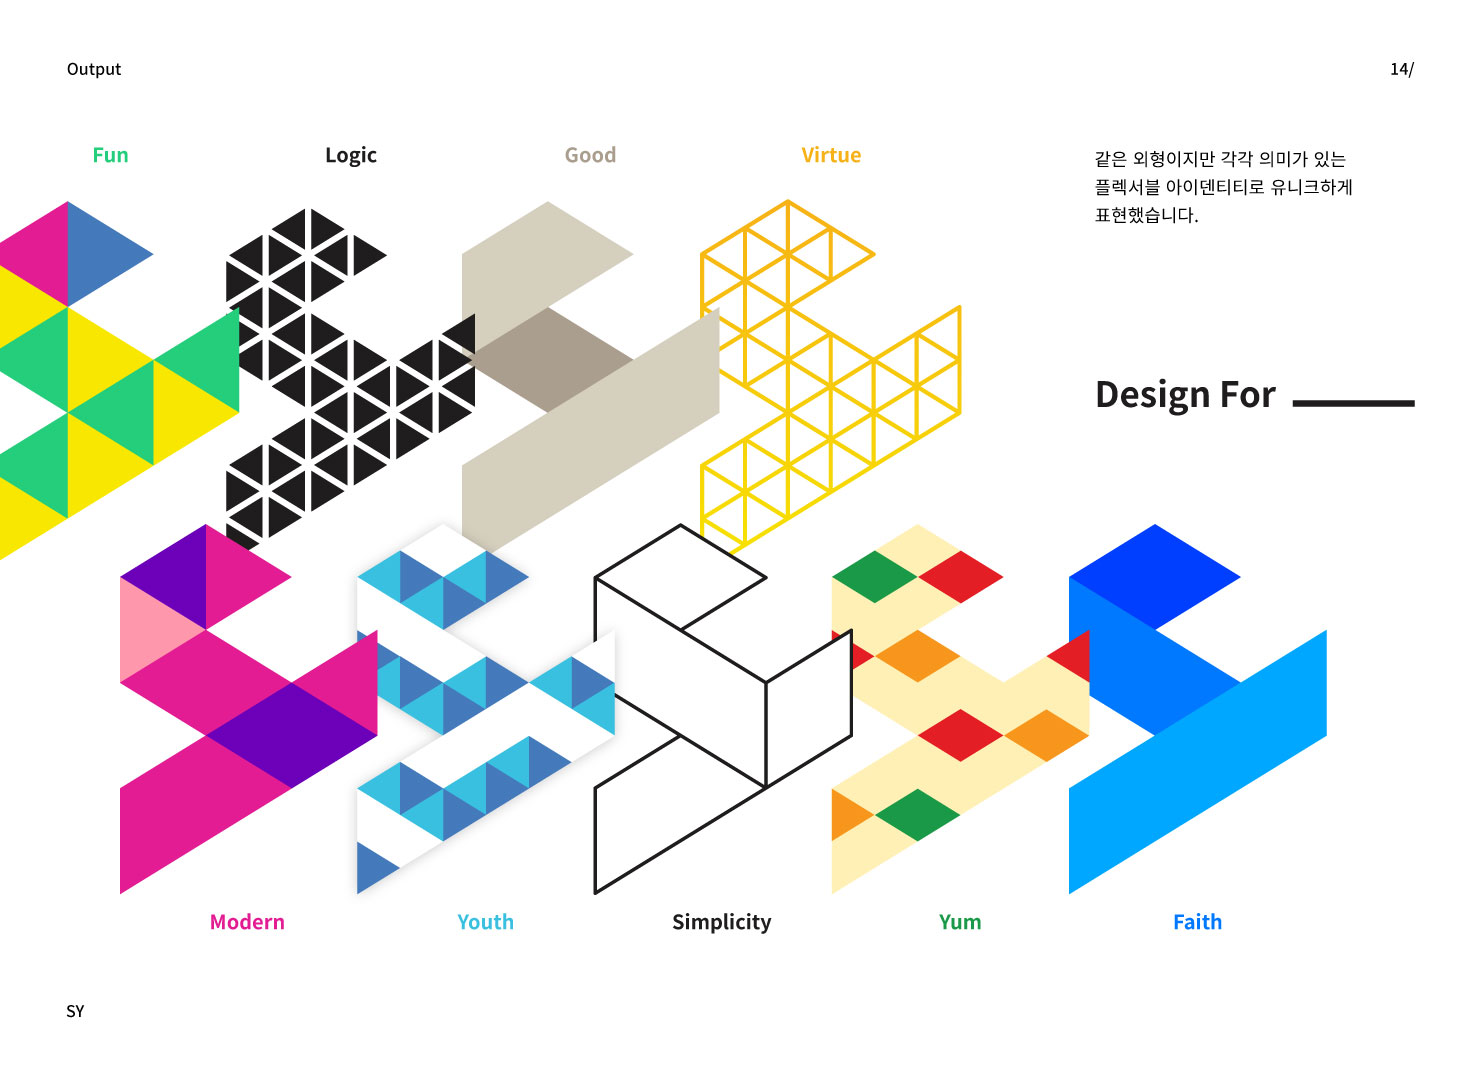 Output
14/
Fun
Logic
Good
Virtue
같은 외형이지만 각각 의미가 있는
플렉서블 아이덴티티로 유니크하게
표현했습니다.
Design For
Modern
Youth
Simplicity
Yum
Faith
SY